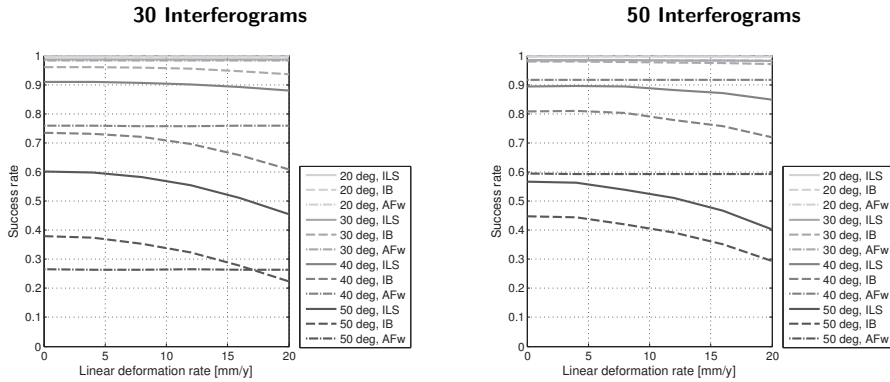 30 Interferograms
1
0.9
0.8
0.7
0.6
0.5
0.4
0.3
0.2
0.1
0
Success rate
0
5
10
15
20
Linear deformation rate [mm/y]
20 deg, ILS
20 deg, IB
20 deg, AFw
30 deg, ILS
30 deg, IB
30 deg, AFw
40 deg, ILS
40 deg, IB
40 deg, AFw
50 deg, ILS
50 deg, IB
50 deg, AFw
50 Interferograms
1
0.9
0.8
0.7
0.6
0.5
0.4
0.3
0.2
0.1
0
Success rate
0
5
10
15
20
Linear deformation rate [mm/y]
20 deg, ILS
20 deg, IB
20 deg, AFw
30 deg, ILS
30 deg, IB
30 deg, AFw
40 deg, ILS
40 deg, IB
40 deg, AFw
50 deg, ILS
50 deg, IB
50 deg, AFw